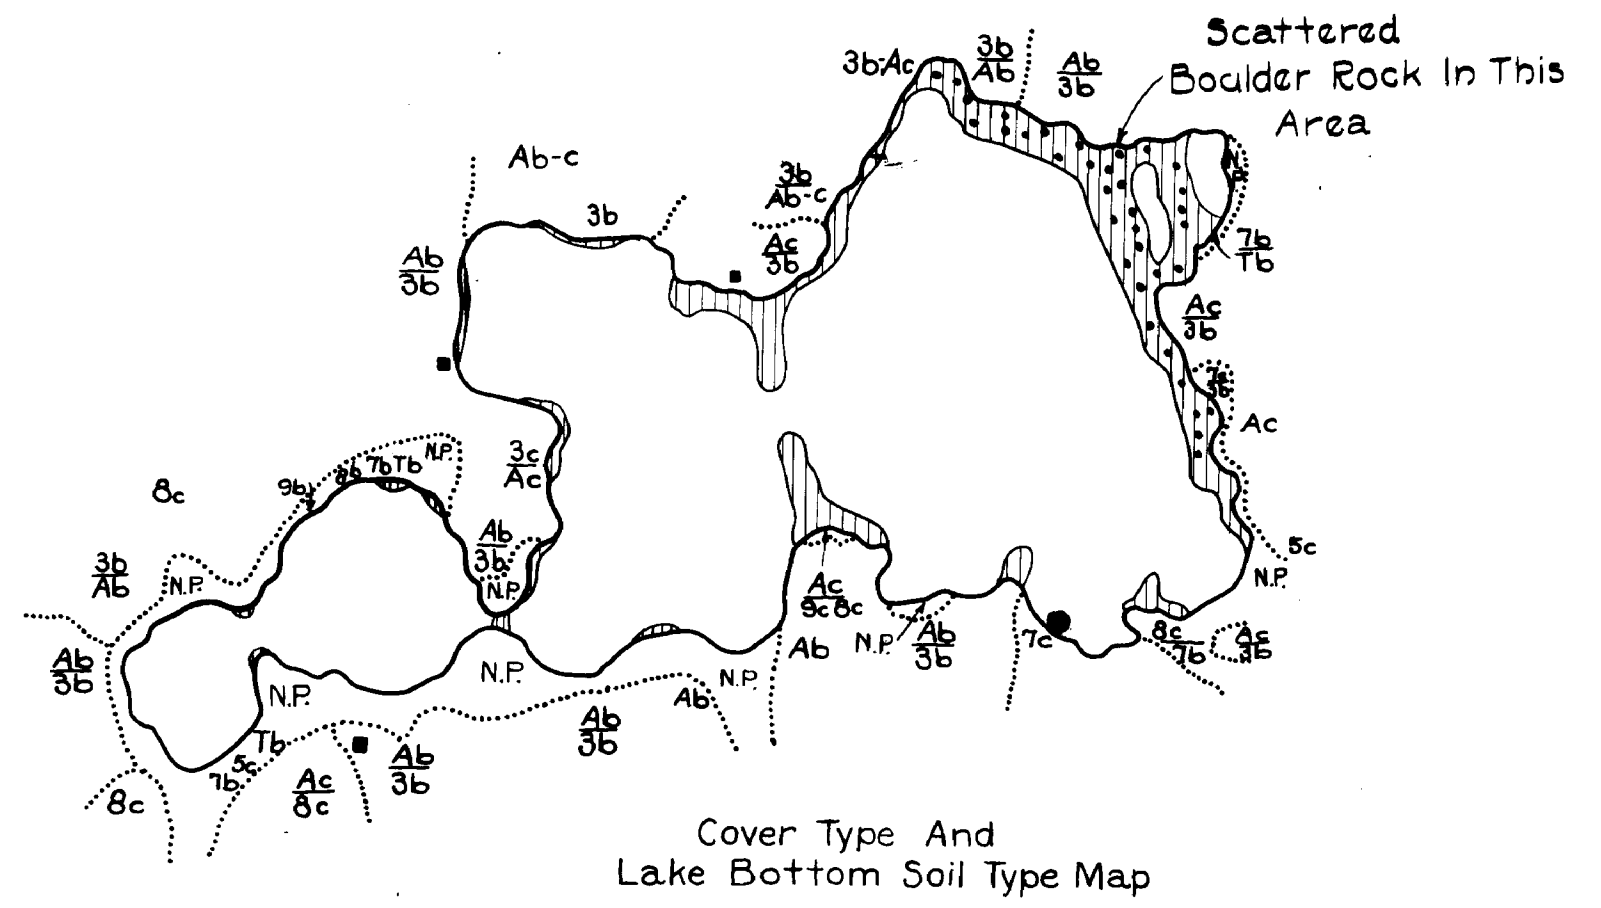 Scattered
Boulder Rock In This
Area
3b-Ac
3b
Ab
Ab
3b
Ab-c
3b
3b
Ab-c
Ac
3b
Ab
3b
N.P.
7b
Tb
Ac
3b
3b
Ac
3c
Ac
N.P.
7b Tb
9b
8c
Ab
3b
N.P.
3b
Ab
N.P.
5c
N.P.
Ac
9c 8c
Ab
N.P.
Ab
3b
7c
8c
7b
Ac
3b
Ab
3b
N.P.
N.P.
N.P.
Ab
Ab
3b
Tb
5c
7b
Ab
3b
Ac
8c
8c
Cover Type And
Lake Bottom Soil Type Map